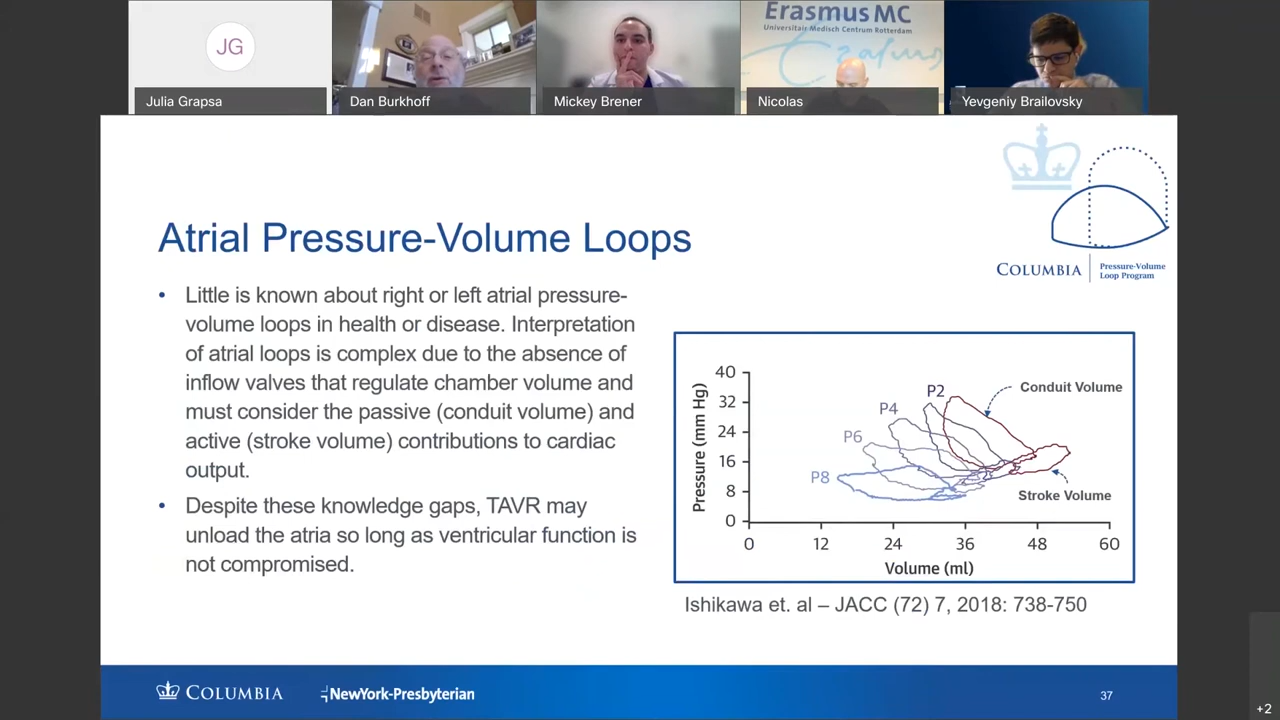 Erasmus MC
Universitair Medisch Centrum Rotterdam
JG
Julia Grapsa
Dan Burkhoff
Mickey Brener
Nicolas
Yevgeniy Brailovsky
COLUMBIA
Pressure-Volume
Loop Program
Atrial Pressure-Volume Loops
• Little is known about right or left atrial pressure-
volume loops in health or disease. Interpretation
of atrial loops is complex due to the absence of
inflow valves that regulate chamber volume and
must consider the passive (conduit volume) and
active (stroke volume) contributions to cardiac
output.
• Despite these knowledge gaps, TAVR may
unload the atria so long as ventricular function is
not compromised.
Pressure (mm Hg)
40
32
24
16
8
0
P2
P4
P6
P8
Conduit Volume
Stroke Volume
0 12 24 36 48 60
Volume (ml)
Ishikawa et. al – JACC (72) 7, 2018: 738-750
COLUMBIA
NewYork-Presbyterian
37
+2